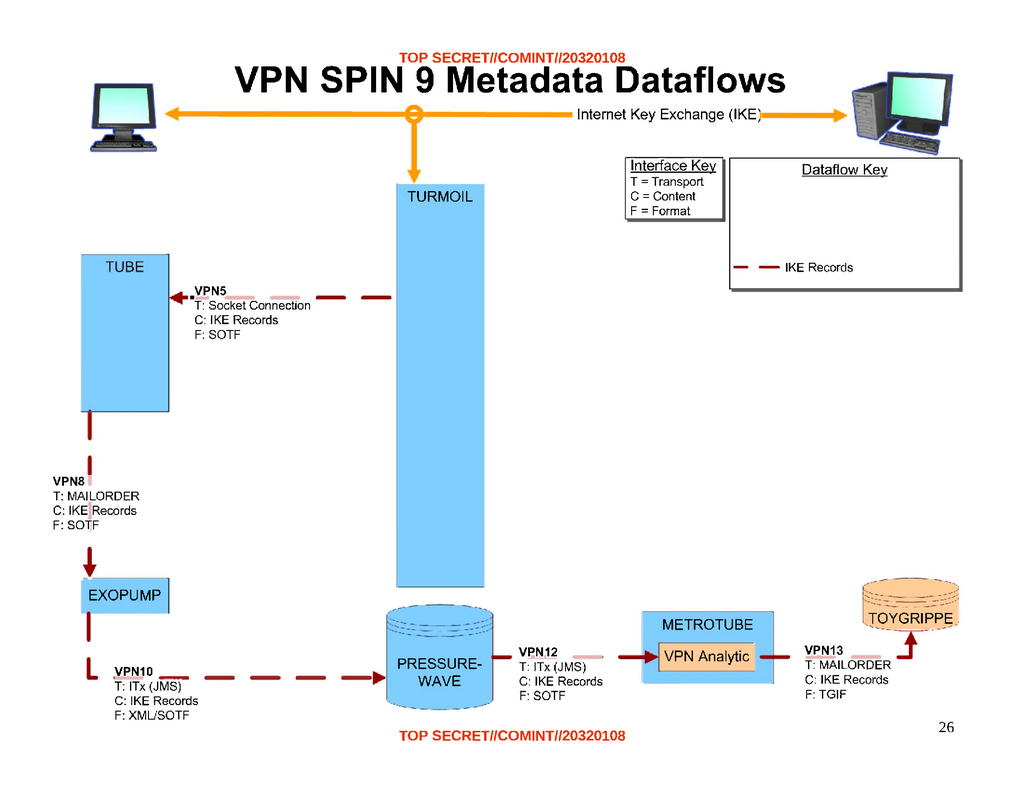 TOP SECRET//COMINT//20320108
VPN SPIN 9 Metadata Dataflows
Internet Key Exchange (IKE)
Interface Key
T = Transport
C = Content
F = Format
Dataflow Key
IKE Records
TURMOIL
TUBE
VPN5
T: Socket Connection
C: IKE Records
F: SOTF
VPN8
T: MAILORDER
C: IKE Records
F: SOTF
EXOPUMP
VPN10
T: ITx (JMS)
C: IKE Records
F: XML/SOTF
PRESSURE-
WAVE
VPN12
T: ITx (JMS)
C: IKE Records
F: SOTF
METROTUBE
VPN Analytic
VPN13
T: MAILORDER
C: IKE Records
F: TGIF
TOYGRIPPE
TOP SECRET//COMINT//20320108
26